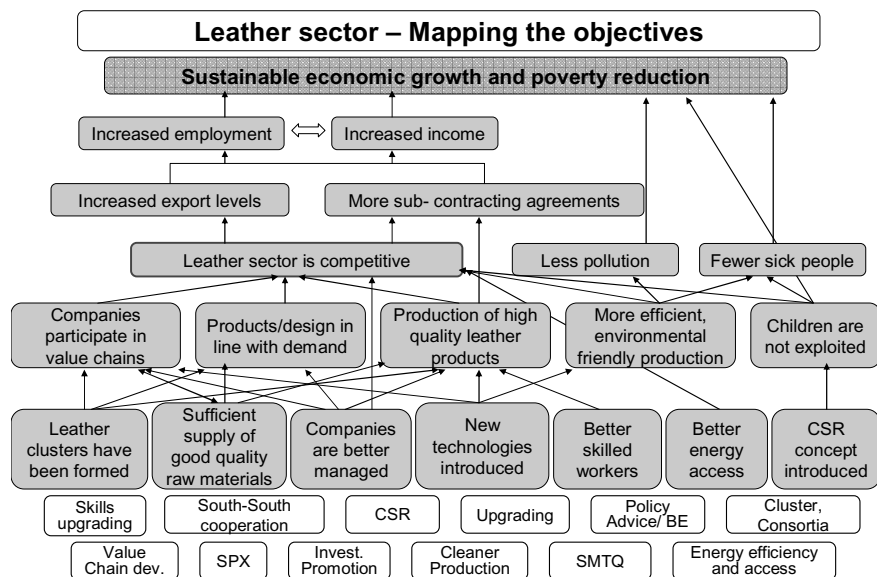 Leather sector – Mapping the objectives
Sustainable economic growth and poverty reduction
Increased employment
Increased income
Increased export levels
More sub- contracting agreements
Leather sector is competitive
Less pollution
Fewer sick people
Companies
participate in
value chains
Products/design in
line with demand
Production of high
quality leather
products
More efficient,
environmental
friendly production
Children are
not exploited
Leather
clusters have
been formed
Sufficient
supply of
good quality
raw materials
Companies
are better
managed
New
technologies
introduced
Better
skilled
workers
Better
energy
access
CSR
concept
introduced
Skills
upgrading
South-South
cooperation
CSR
Upgrading
Policy
Advice/ BE
Cluster,
Consortia
Value
Chain dev.
SPX
Invest.
Promotion
Cleaner
Production
SMTQ
Energy efficiency
and access